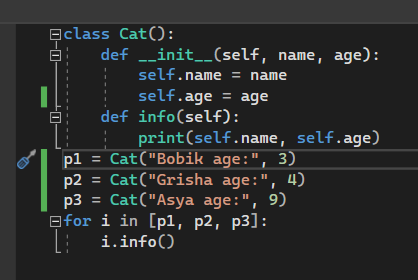 class Cat():
    def __init__(self, name, age):
        self.name = name
        self.age = age
    def info(self):
        print(self.name, self.age)
p1 = Cat("Bobik age:", 3)
p2 = Cat("Grisha age:", 4)
p3 = Cat("Asya age:", 9)
for i in [p1, p2, p3]:
    i.info()